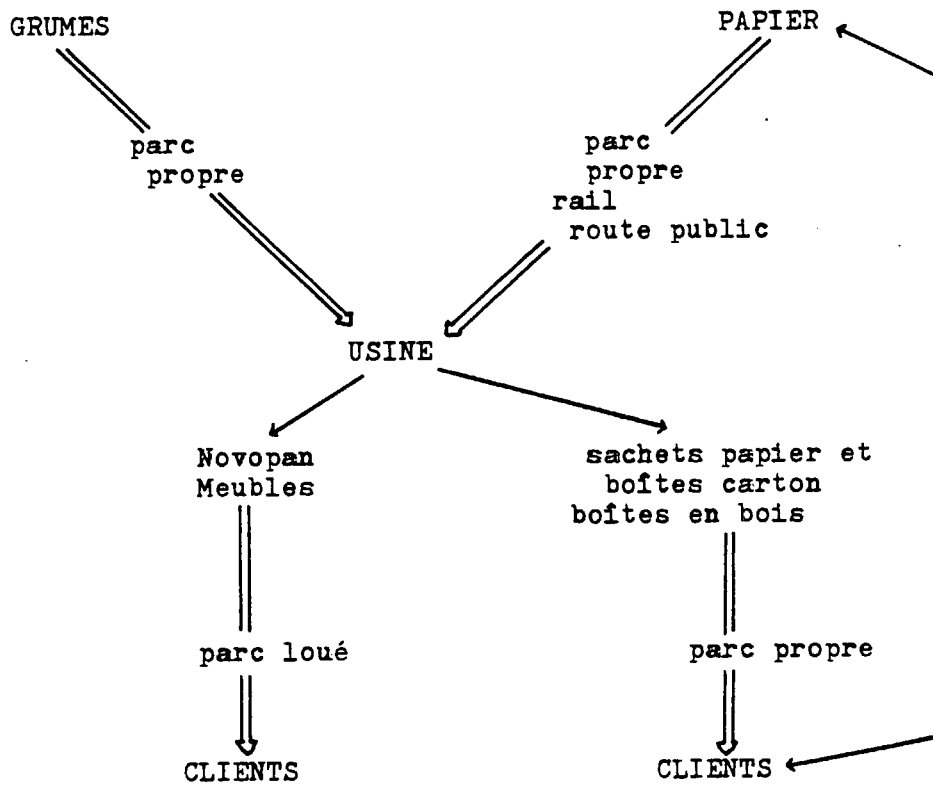 GRUMES
PAPIER
parc
propre
parc
propre
rail
route public
USINE
Novopan
Meubles
sachets papier et
boîtes carton
boîtes en bois
parc loué
parc propre
CLIENTS
CLIENTS